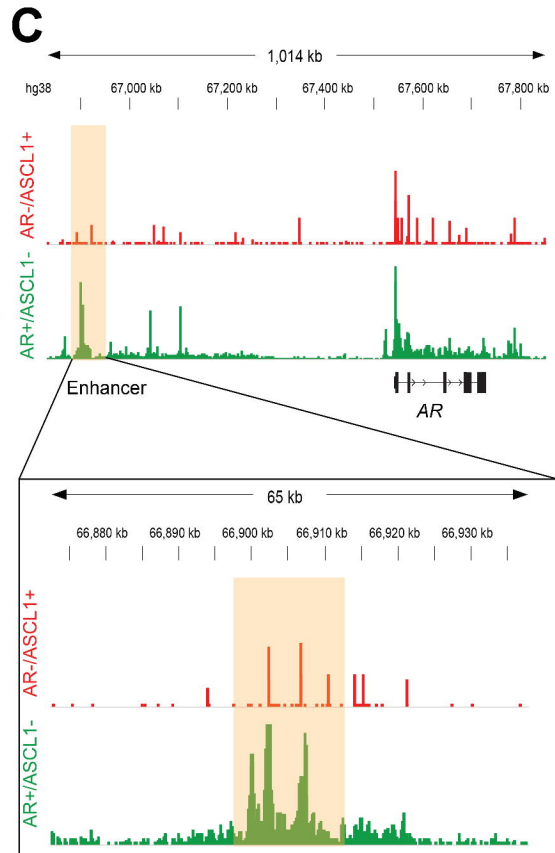 C
1,014 kb
hg38 67,000 kb 67,200 kb 67,400 kb 67,600 kb 67,800 kb
AR-/ASCL1+
AR+/ASCL1-
Enhancer
AR
65 kb
66,880 kb 66,890 kb 66,900 kb 66,910 kb 66,920 kb 66,930 kb
AR-/ASCL1+
AR+/ASCL1-